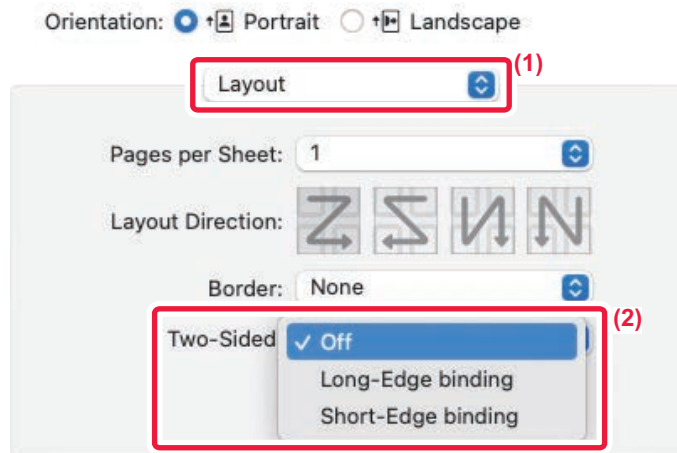 Orientation: Portrait Landscape
(1)
Layout
Pages per Sheet: 1
Layout Direction:
Border: None
(2)
Two-Sided ✓ Off
Long-Edge binding
Short-Edge binding